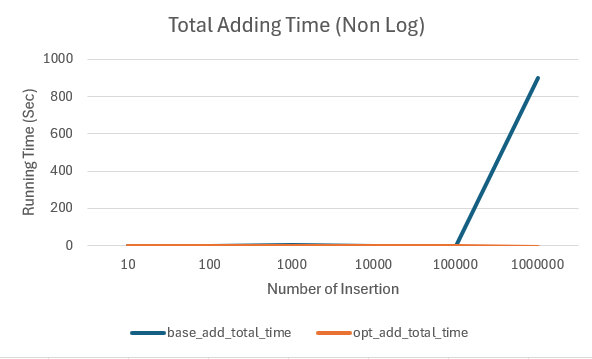 Total Adding Time (Non Log)
1000
800
600
400
200
0
Running Time (Sec)
10 100 1000 10000 100000 1000000
Number of Insertion
base_add_total_time opt_add_total_time